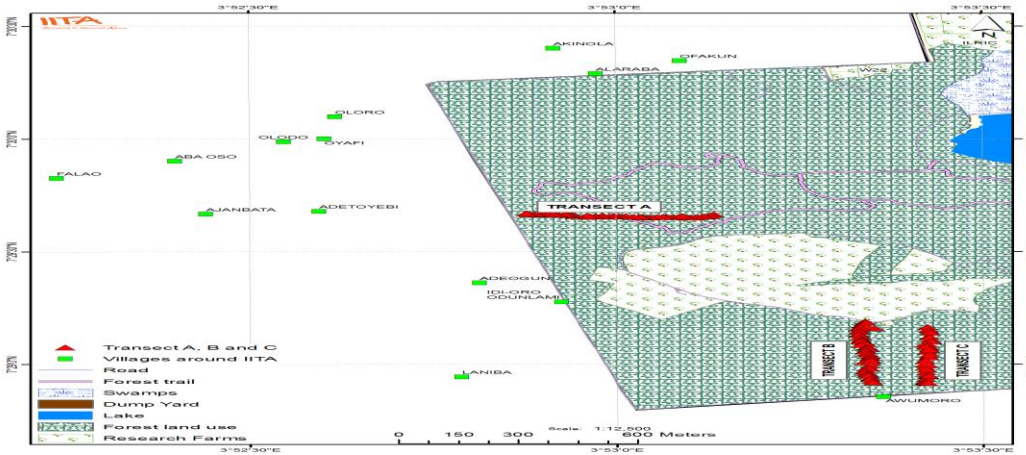 3°52'30"E 3°53'0"E 3°53'30"E
IITA
N
AKINOLA
OFAKUN
ILRIC
ALARABA
W22
OLORO
OLODO
OYAFI
ABA OSO
FALAO
AJANBATA
ADETOYEBI
TRANSECT A
ADEOGUN
IDI-ORO
ODUNLAMI
TRANSECT B
TRANSECT C
LANIBA
AWUMORO
Transect A, B and C
Villages around IITA
Road
Forest trail
Swamps
Dump Yard
Lake
Forest land use
Research Farms
Scale: 1:12,500
0 150 300 600 Meters
3°52'30"E 3°53'0"E 3°53'30"E